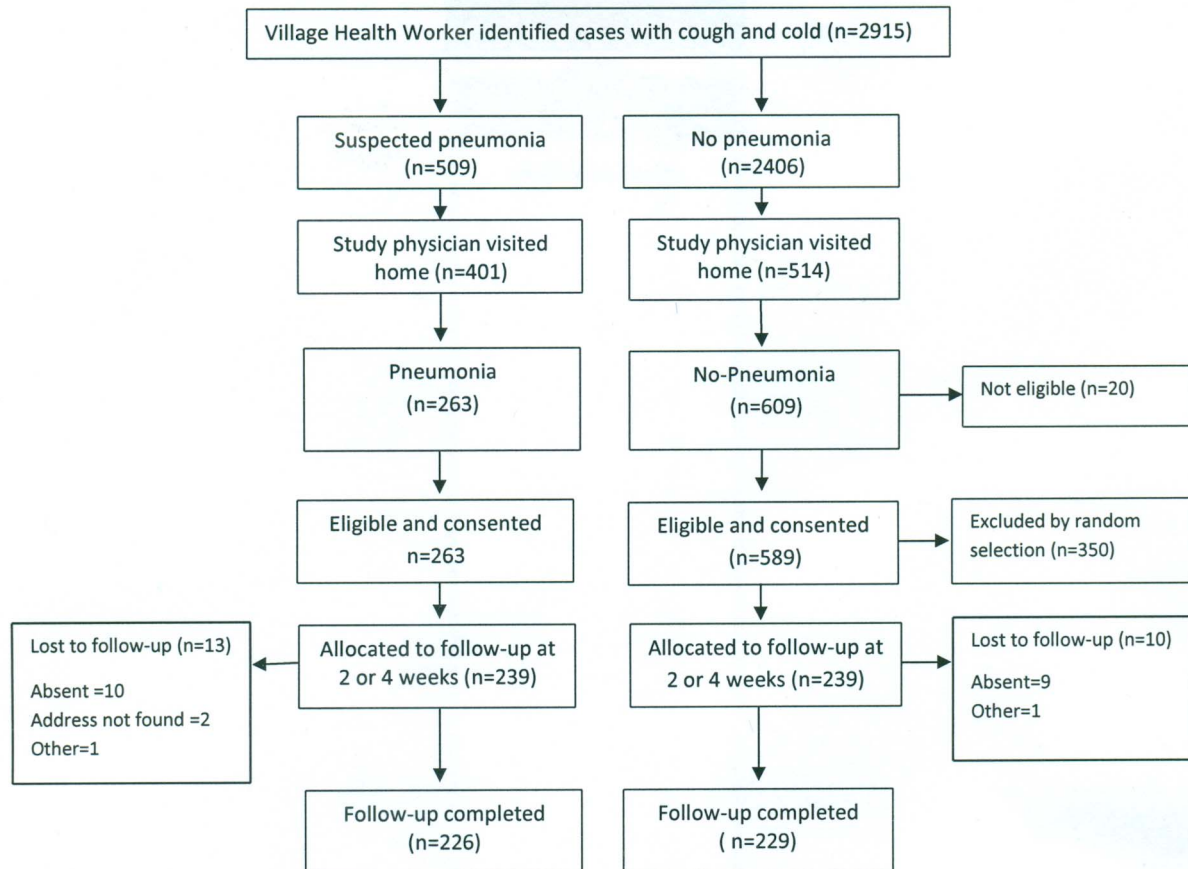 Village Health Worker identified cases with cough and cold (n=2915)
Suspected pneumonia
(n=509)
No pneumonia
(n=2406)
Study physician visited
home (n=401)
Study physician visited
home (n=514)
Pneumonia
(n=263)
No-Pneumonia
(n=609)
Not eligible (n=20)
Eligible and consented
n=263
Eligible and consented
(n=589)
Excluded by random
selection (n=350)
Lost to follow-up (n=13)
Absent =10
Address not found =2
Other=1
Allocated to follow-up at
2 or 4 weeks (n=239)
Allocated to follow-up at
2 or 4 weeks (n=239)
Lost to follow-up (n=10)
Absent=9
Other=1
Follow-up completed
(n=226)
Follow-up completed
( n=229)